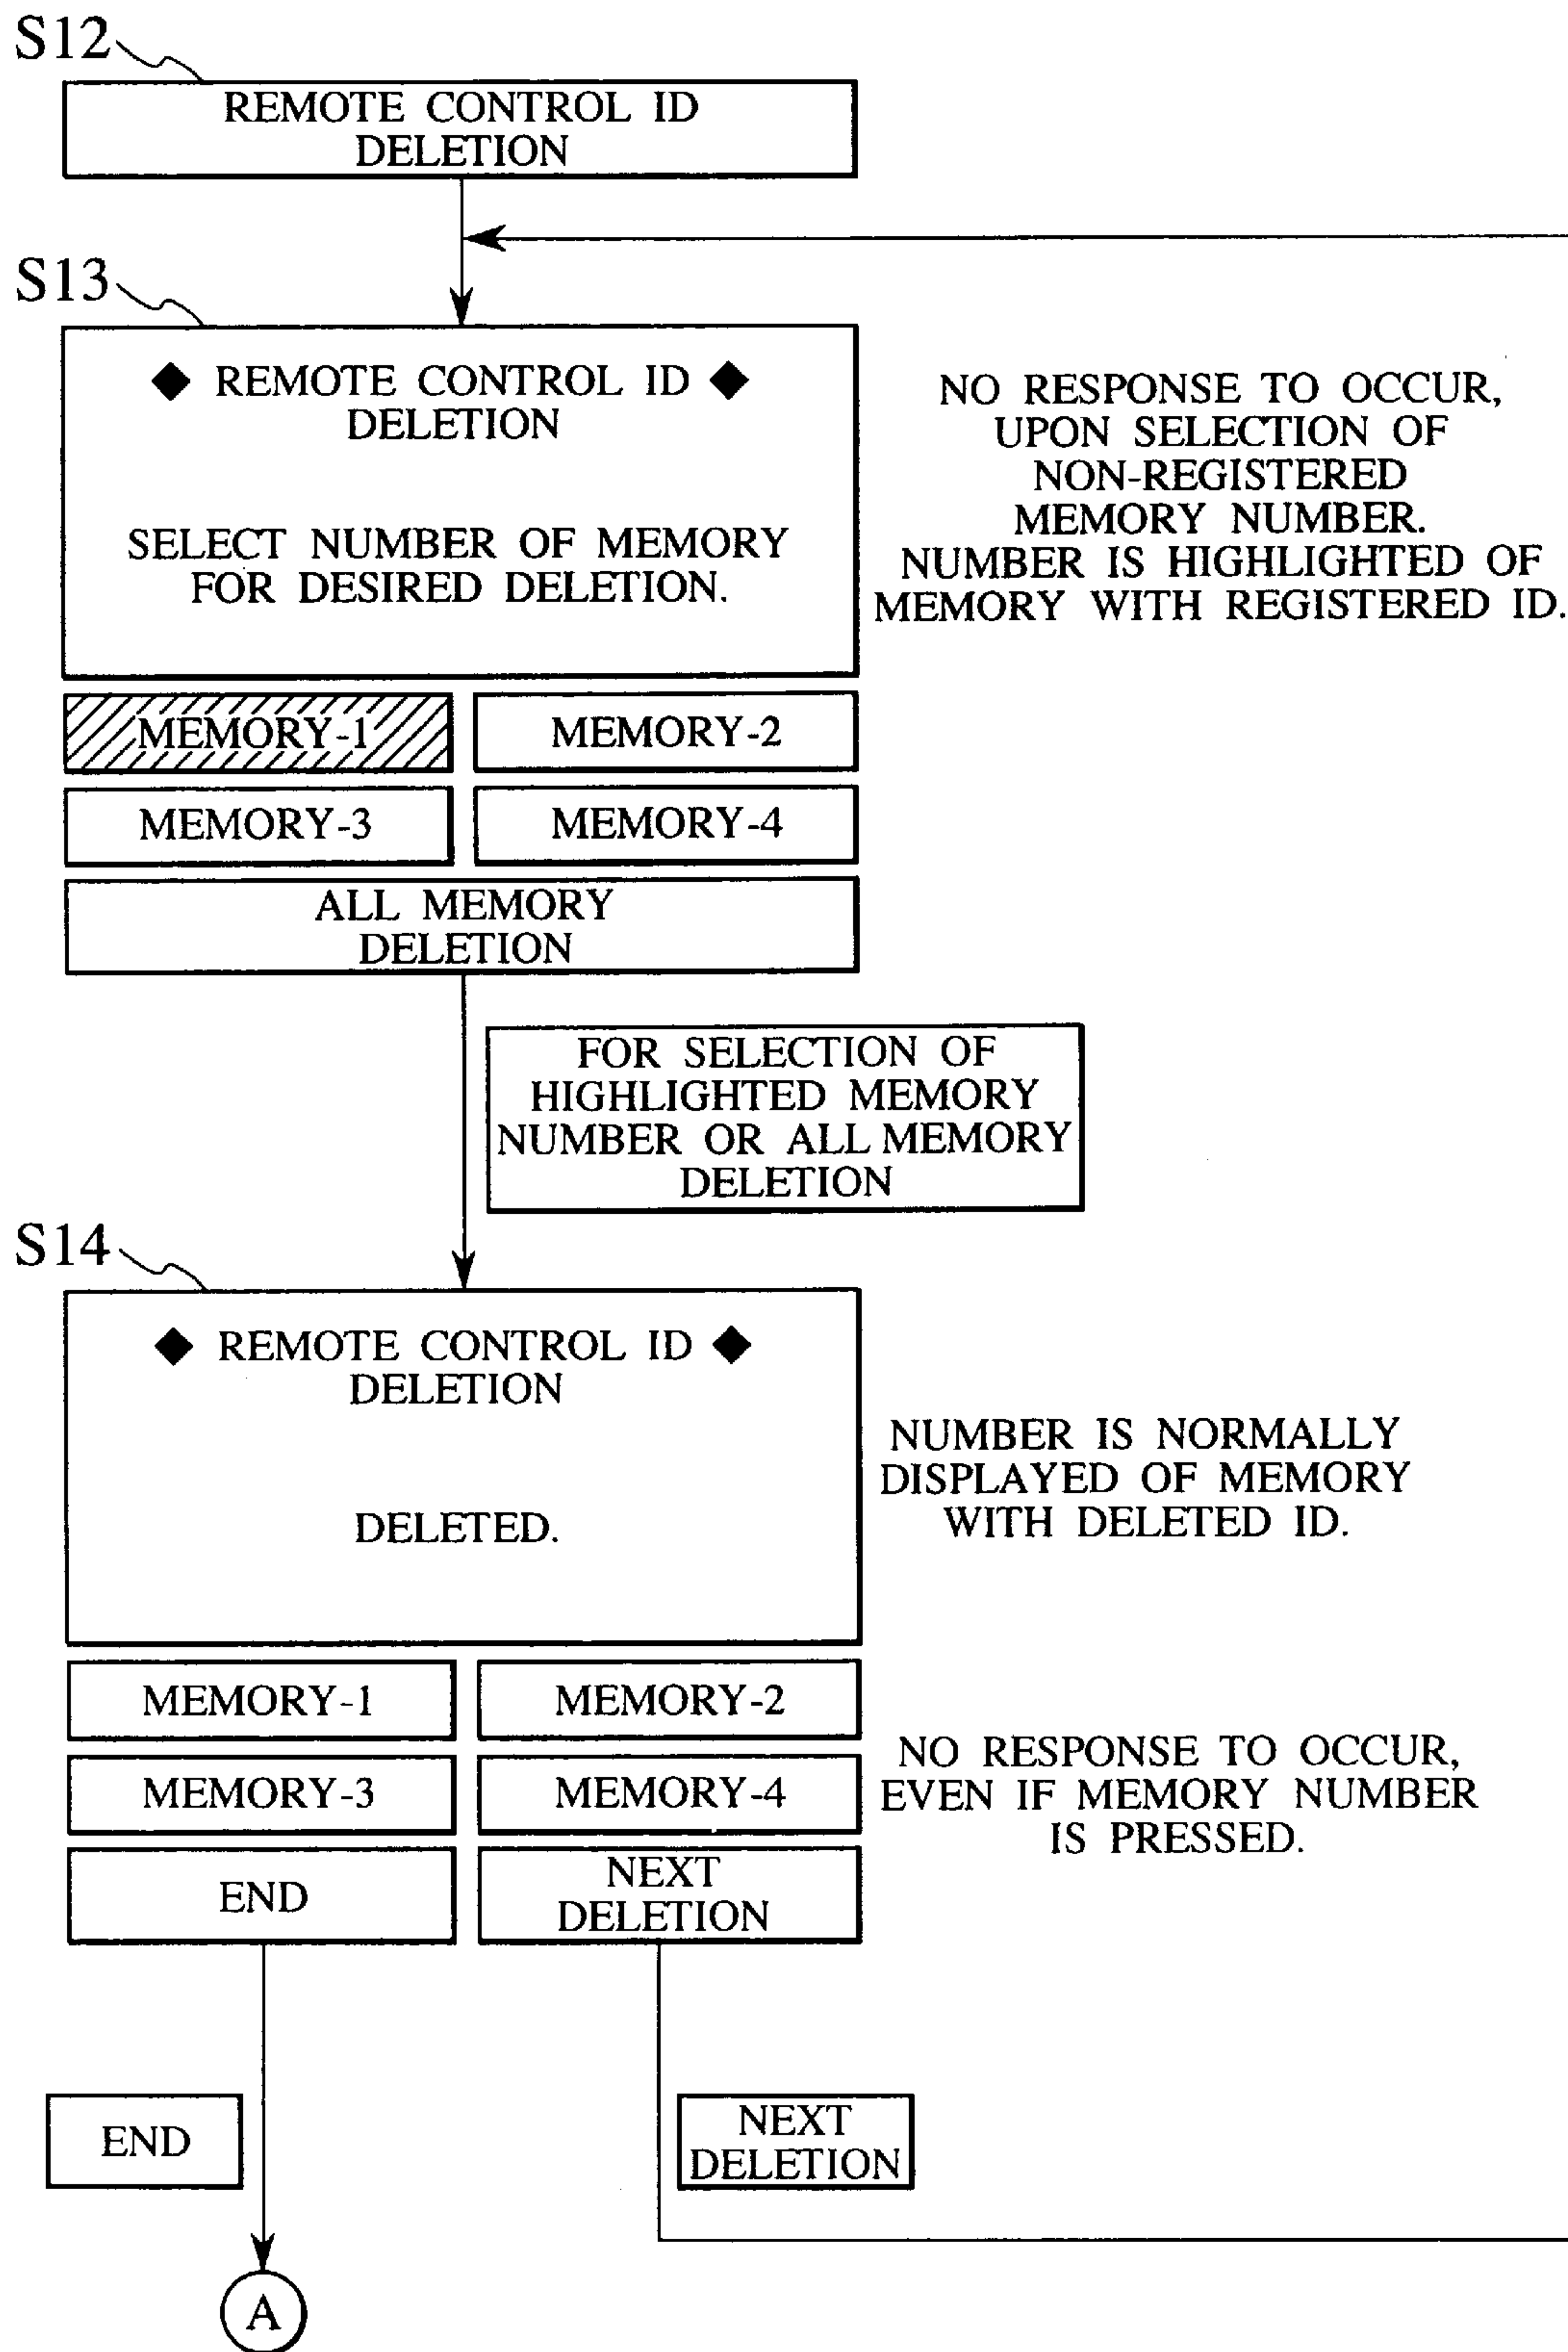 S12
REMOTE CONTROL ID
DELETION
S13
◆ REMOTE CONTROL ID ◆
DELETION
SELECT NUMBER OF MEMORY
FOR DESIRED DELETION.
NO RESPONSE TO OCCUR,
UPON SELECTION OF
NON-REGISTERED
MEMORY NUMBER.
NUMBER IS HIGHLIGHTED OF
MEMORY WITH REGISTERED ID.
MEMORY-1
MEMORY-2
MEMORY-3
MEMORY-4
ALL MEMORY
DELETION
FOR SELECTION OF
HIGHLIGHTED MEMORY
NUMBER OR ALL MEMORY
DELETION
S14
◆ REMOTE CONTROL ID ◆
DELETION
DELETED.
NUMBER IS NORMALLY
DISPLAYED OF MEMORY
WITH DELETED ID.
MEMORY-1
MEMORY-2
MEMORY-3
MEMORY-4
NO RESPONSE TO OCCUR,
EVEN IF MEMORY NUMBER
IS PRESSED.
END
NEXT
DELETION
END
NEXT
DELETION
A